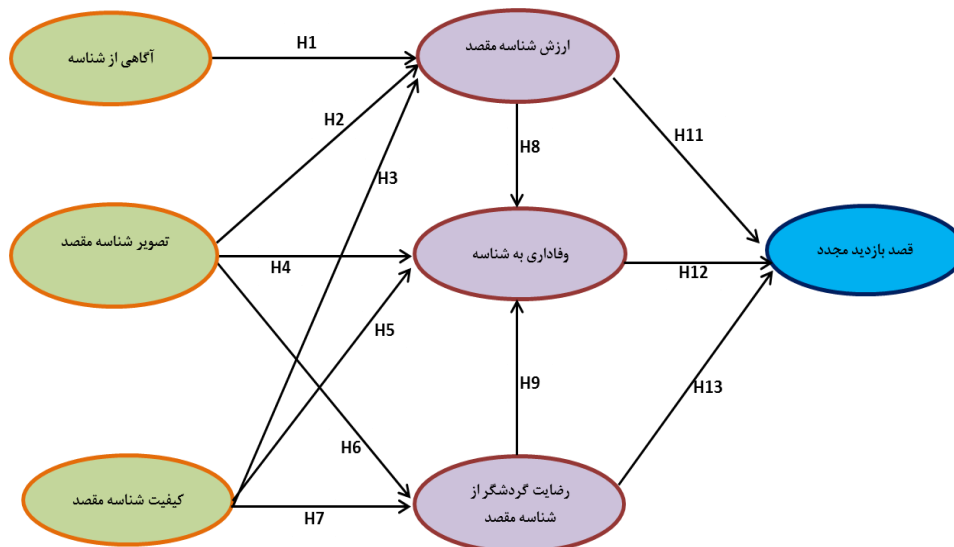 آگاهی از شناسه
H1
ارزش شناسه مقصد
H2
H3
H8
H11
تصویر شناسه مقصد
H4
وفاداری به شناسه
H12
قصد بازدید مجدد
H5
H9
H13
H6
کیفیت شناسه مقصد
H7
رضایت گردشگر از
شناسه مقصد